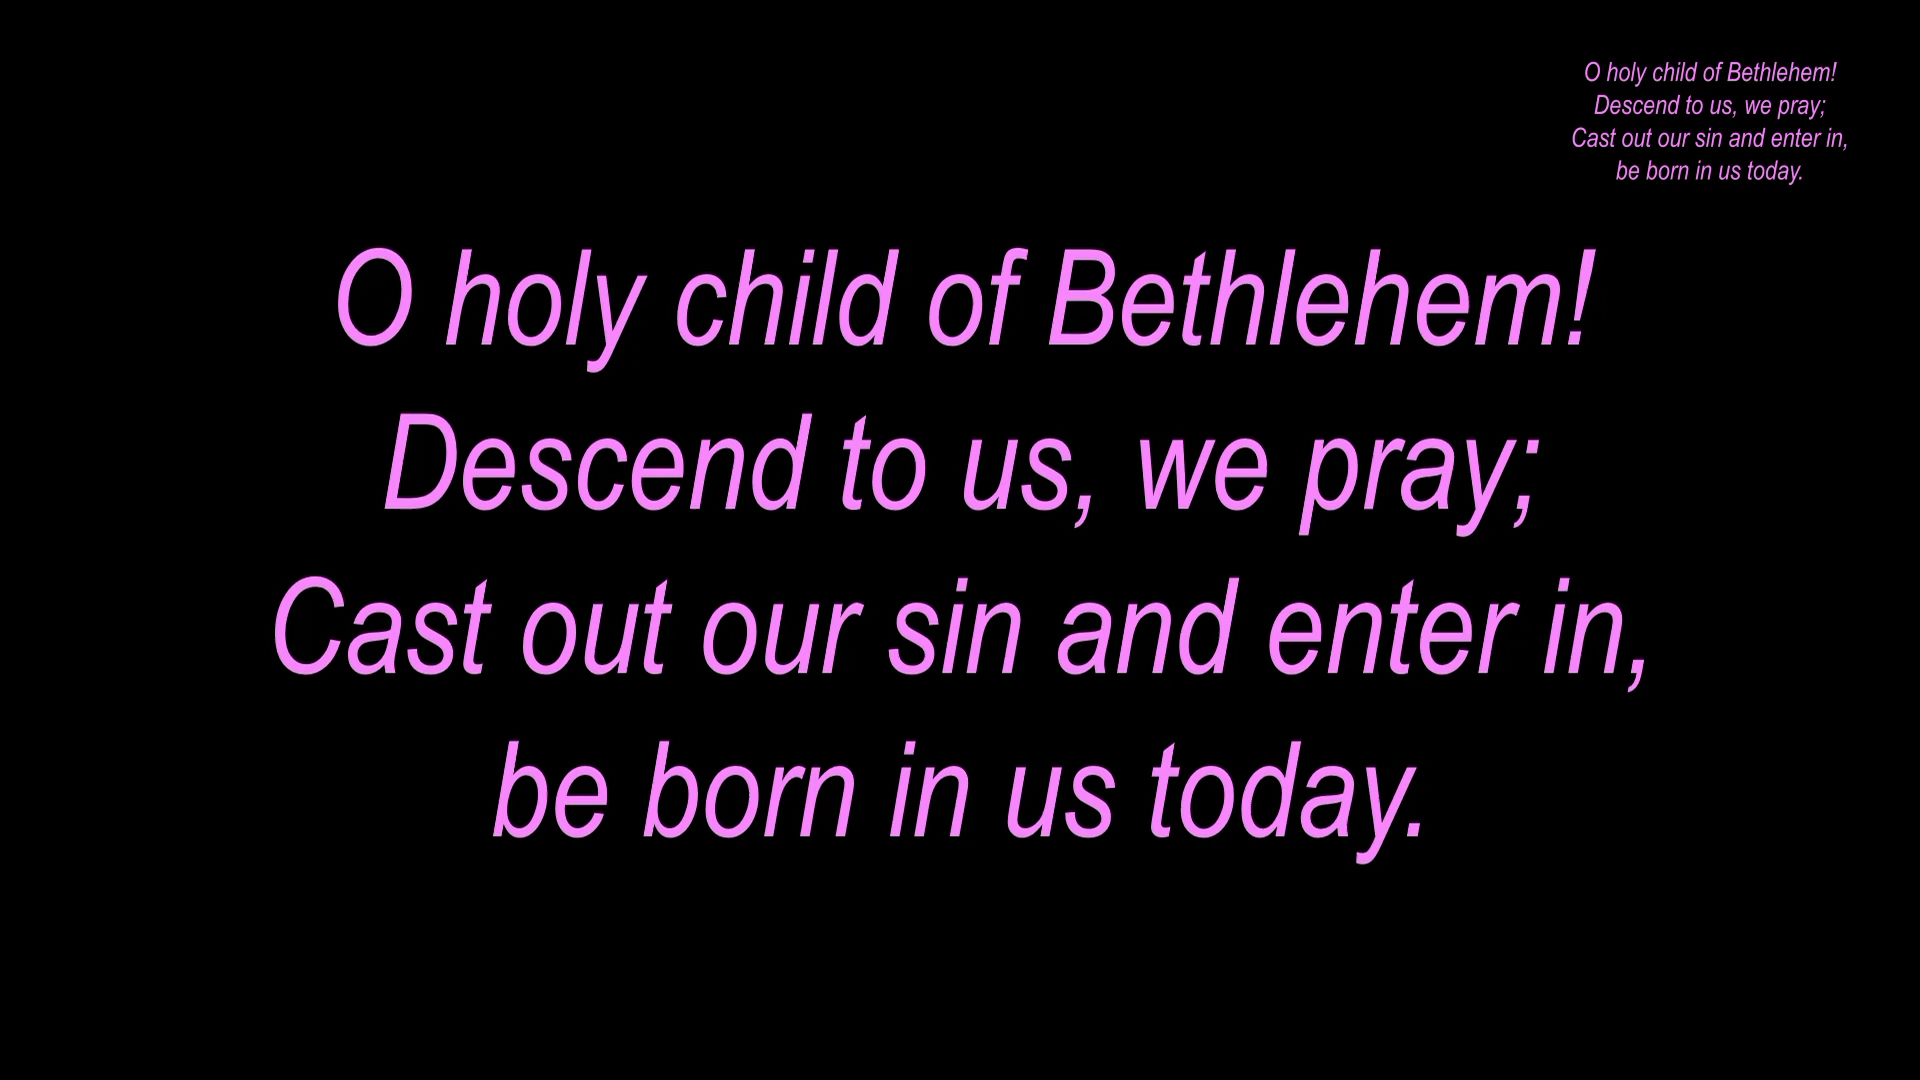 O holy child of Bethlehem!
Descend to us, we pray;
Cast out our sin and enter in,
be born in us today.
O holy child of Bethlehem!
Descend to us, we pray;
Cast out our sin and enter in,
be born in us today.